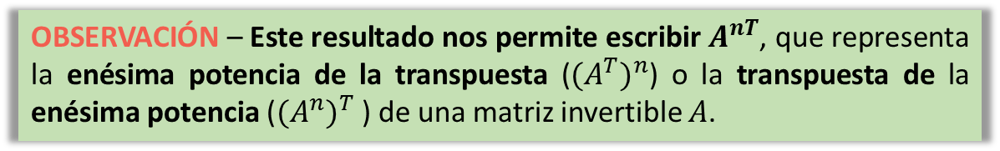 OBSERVACIÓN – Este resultado nos permite escribir $A^{nT}$, que representa
la enésima potencia de la transpuesta ($(A^T)^n$) o la transpuesta de la
enésima potencia ($(A^n)^T$ ) de una matriz invertible $A$.